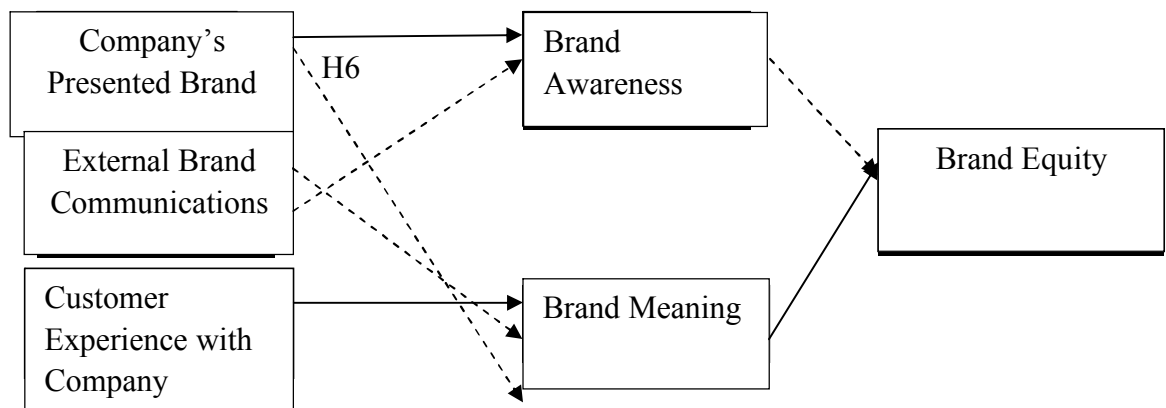 Company’s
Presented Brand
H6
External Brand
Communications
Customer
Experience with
Company
Brand
Awareness
Brand Meaning
Brand Equity